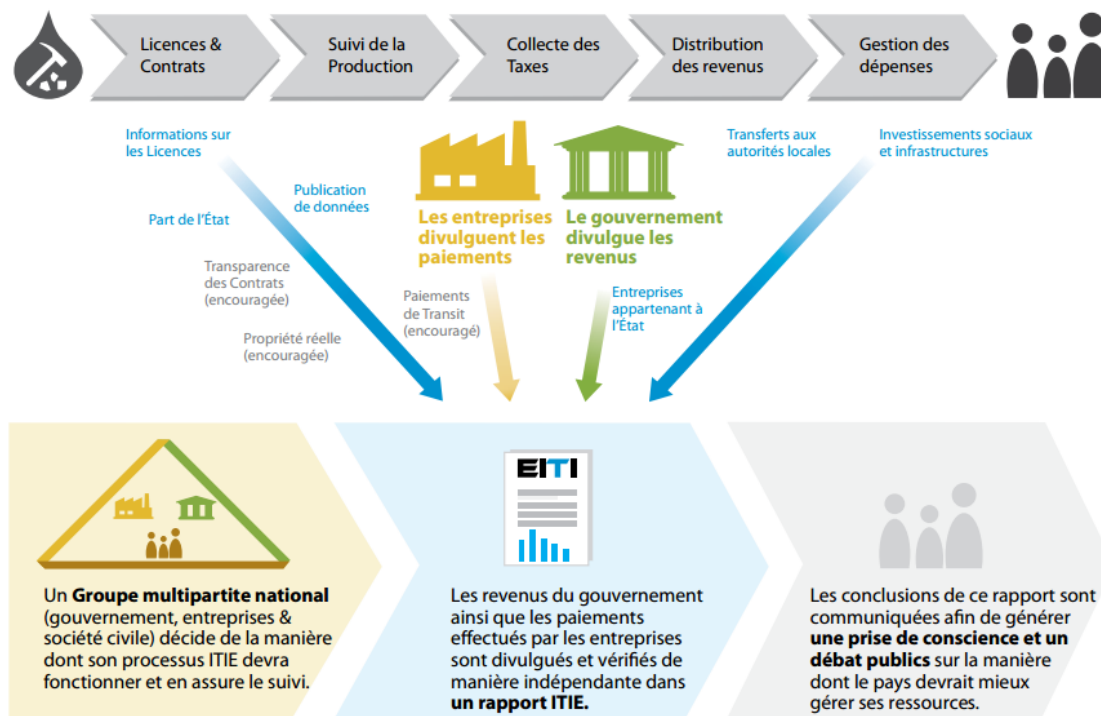 Licences &
Contrats
Suivi de la
Production
Collecte des
Taxes
Distribution
des revenus
Gestion des
dépenses
Informations sur
les Licences
Part de l'État
Publication
de données
Transparence
des Contrats
(encouragée)
Propriété réelle
(encouragée)
Les entreprises
divulguent les
paiements
Le gouvernement
divulgue les
revenus
Paiements
de Transit
(encouragé)
Entreprises
appartenant à
l'État
Transferts aux
autorités locales
Investissements sociaux
et infrastructures
Un Groupe multipartite national
(gouvernement, entreprises &
société civile) décide de la manière
dont son processus ITIE devra
fonctionner et en assure le suivi.
EITI
Les revenus du gouvernement
ainsi que les paiements
effectués par les entreprises
sont divulgués et vérifiés de
manière indépendante dans
un rapport ITIE.
Les conclusions de ce rapport sont
communiquées afin de générer
une prise de conscience et un
débat publics sur la manière
dont le pays devrait mieux
gérer ses ressources.